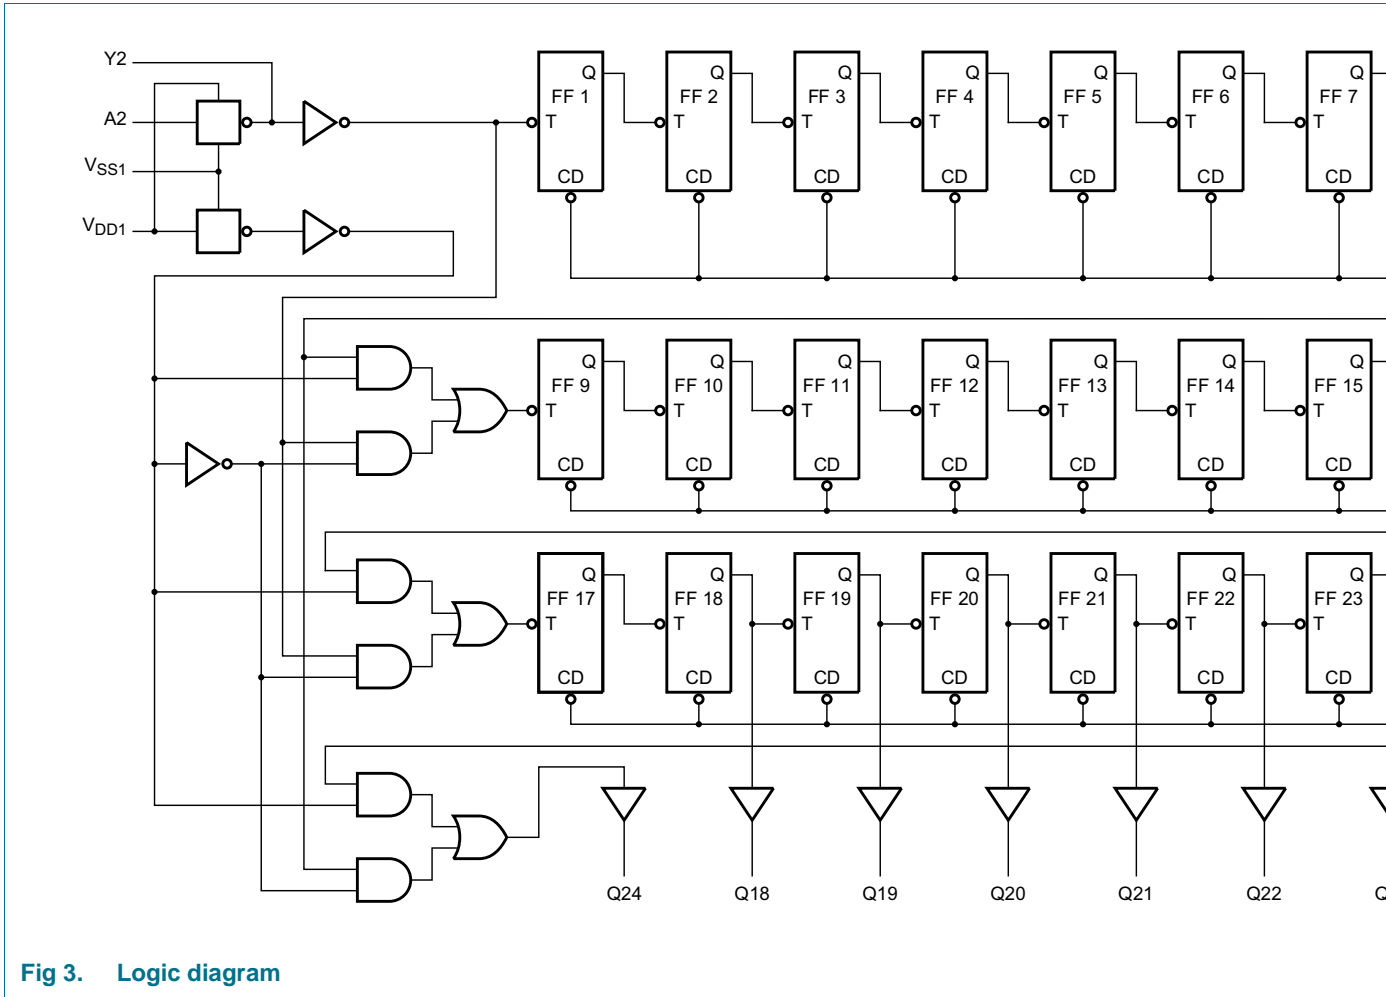 Y2
A2
VSS1
VDD1
Q Q Q Q Q Q Q
FF 1 FF 2 FF 3 FF 4 FF 5 FF 6 FF 7
T T T T T T T
CD CD CD CD CD CD CD
Q Q Q Q Q Q Q
FF 9 FF 10 FF 11 FF 12 FF 13 FF 14 FF 15
T T T T T T T
CD CD CD CD CD CD CD
Q Q Q Q Q Q Q
FF 17 FF 18 FF 19 FF 20 FF 21 FF 22 FF 23
T T T T T T T
CD CD CD CD CD CD CD
Q24 Q18 Q19 Q20 Q21 Q22
Fig 3. Logic diagram